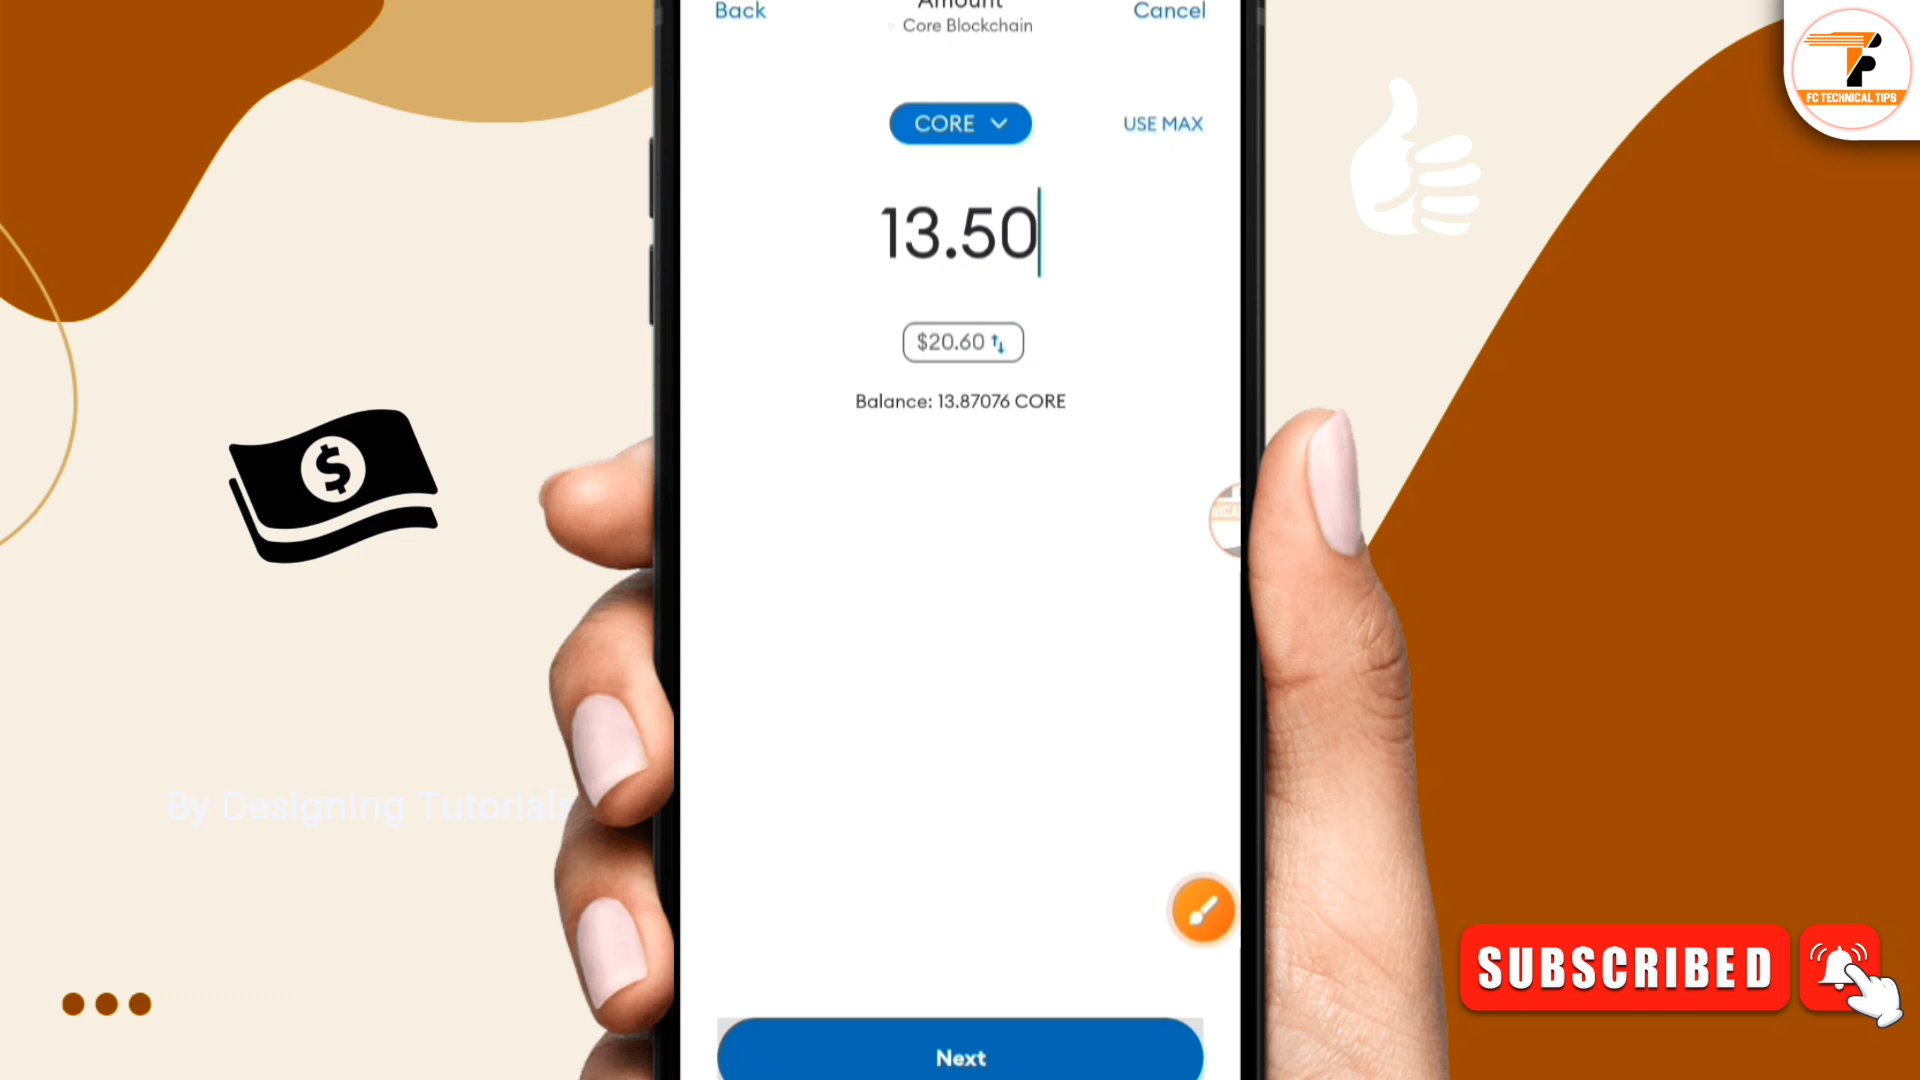 Back
Amount
Cancel
Core Blockchain
FC TECHNICAL TIPS
CORE
USE MAX
13.50
$20.60
Balance: 13.87076 CORE
By Designing Tutorials
SUBSCRIBED
Next